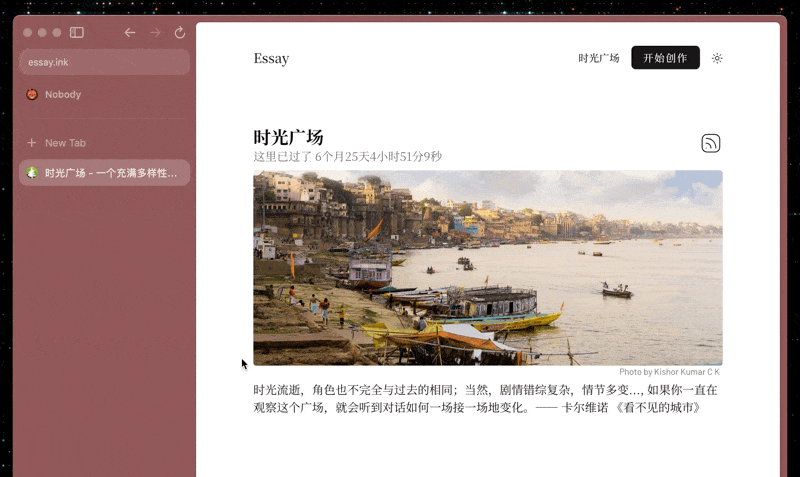 essay.ink
Nobody
New Tab
时光广场 - 一个充满多样性...
Essay
时光广场
开始创作
时光广场
这里已过了 6个月25天4小时51分9秒
Photo by Kishor Kumar C K
时光流逝，角色也不完全与过去的相同；当然，剧情错综复杂，情节多变…, 如果你一直在
观察这个广场，就会听到对话如何一场接一场地变化。—— 卡尔维诺 《看不见的城市》